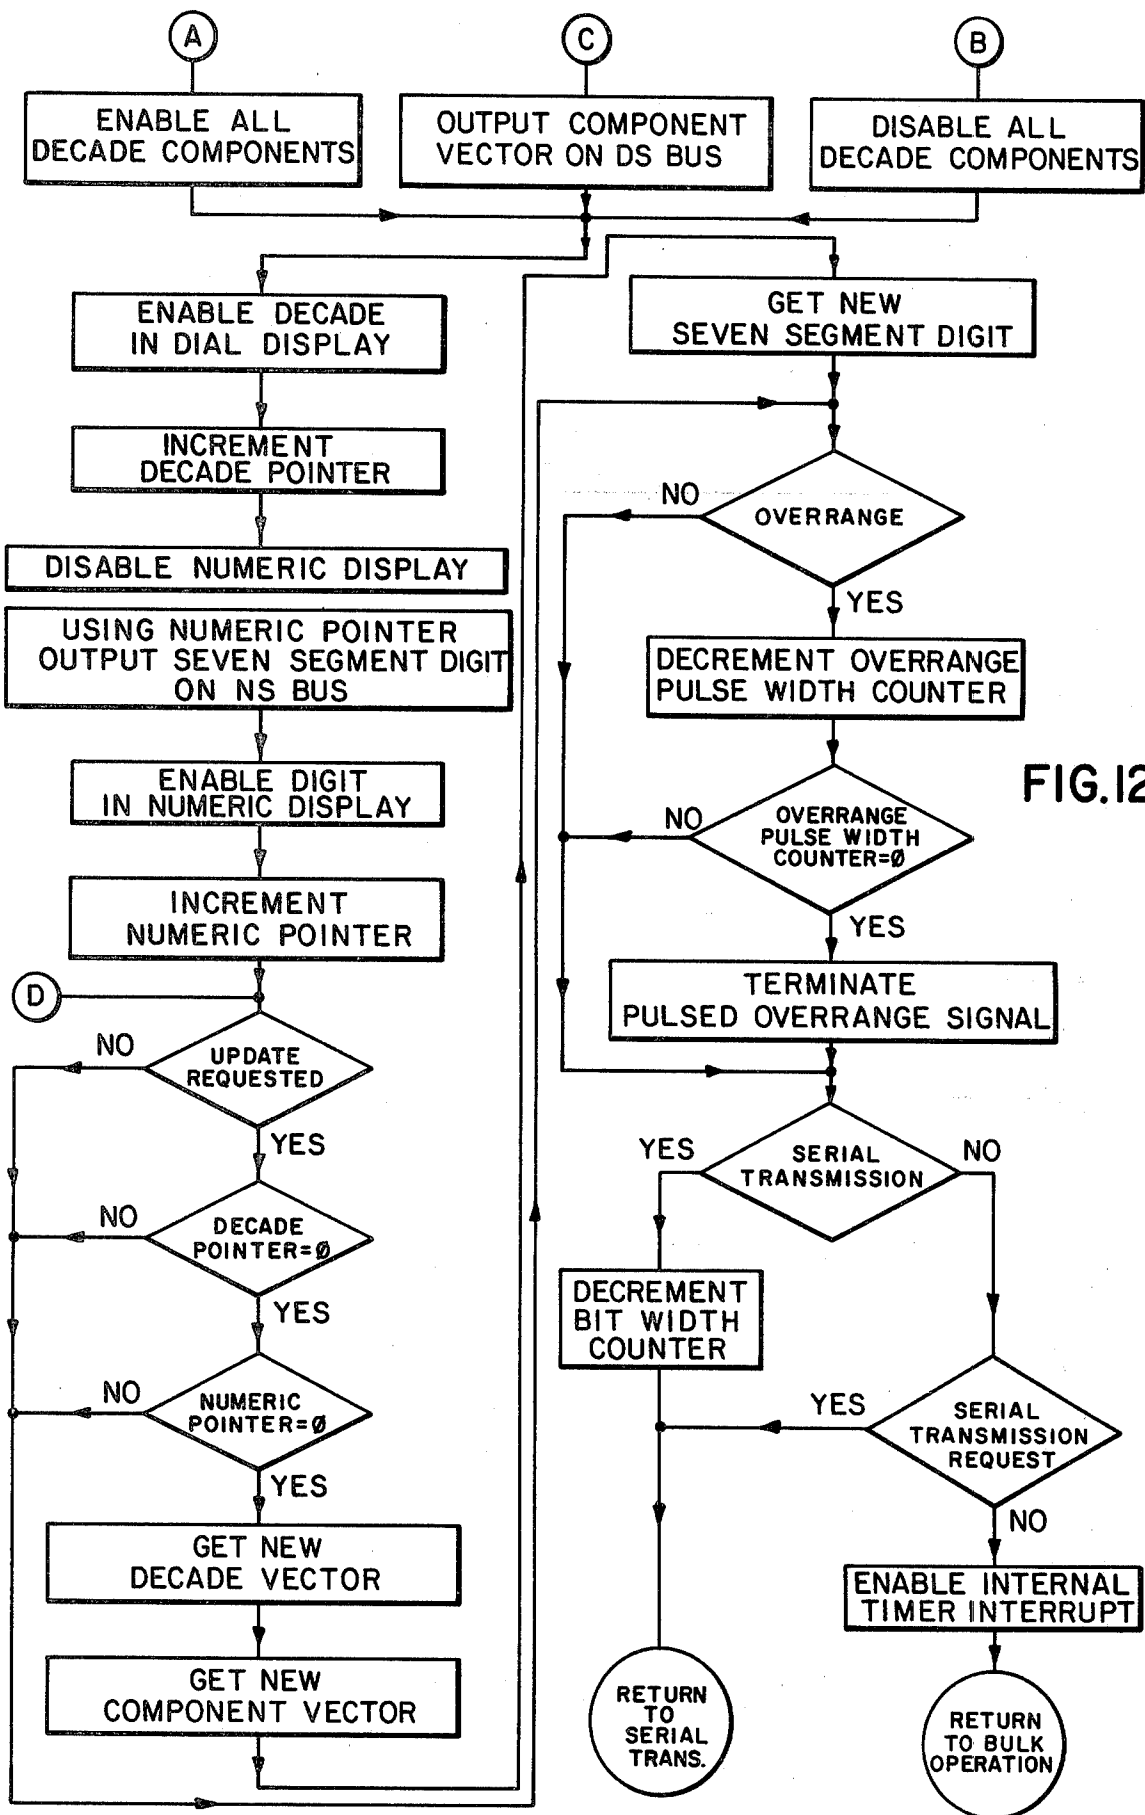 A
C
B
ENABLE ALL
DECADE COMPONENTS
OUTPUT COMPONENT
VECTOR ON DS BUS
DISABLE ALL
DECADE COMPONENTS
ENABLE DECADE
IN DIAL DISPLAY
INCREMENT
DECADE POINTER
DISABLE NUMERIC DISPLAY
USING NUMERIC POINTER
OUTPUT SEVEN SEGMENT DIGIT
ON NS BUS
ENABLE DIGIT
IN NUMERIC DISPLAY
INCREMENT
NUMERIC POINTER
D
UPDATE
REQUESTED
NO
YES
DECADE
POINTER=Ø
NO
YES
NUMERIC
POINTER=Ø
NO
YES
GET NEW
DECADE VECTOR
GET NEW
COMPONENT VECTOR
GET NEW
SEVEN SEGMENT DIGIT
OVERRANGE
NO
YES
DECREMENT OVERRANGE
PULSE WIDTH COUNTER
FIG.12
OVERRANGE
PULSE WIDTH
COUNTER=Ø
NO
YES
TERMINATE
PULSED OVERRANGE SIGNAL
SERIAL
TRANSMISSION
YES
NO
DECREMENT
BIT WIDTH
COUNTER
SERIAL
TRANSMISSION
REQUEST
YES
NO
ENABLE INTERNAL
TIMER INTERRUPT
RETURN
TO
SERIAL
TRANS.
RETURN
TO BULK
OPERATION